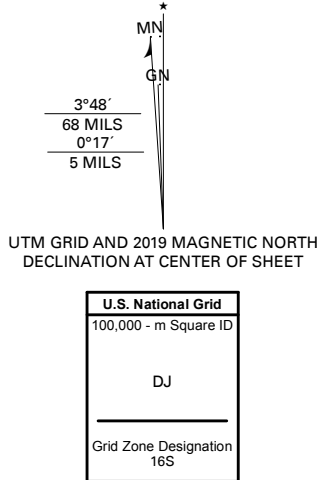 ★
MN
GN
3°48´
68 MILS
0°17´
5 MILS
UTM GRID AND 2019 MAGNETIC NORTH
DECLINATION AT CENTER OF SHEET
U.S. National Grid
100,000 - m Square ID
DJ
Grid Zone Designation
16S